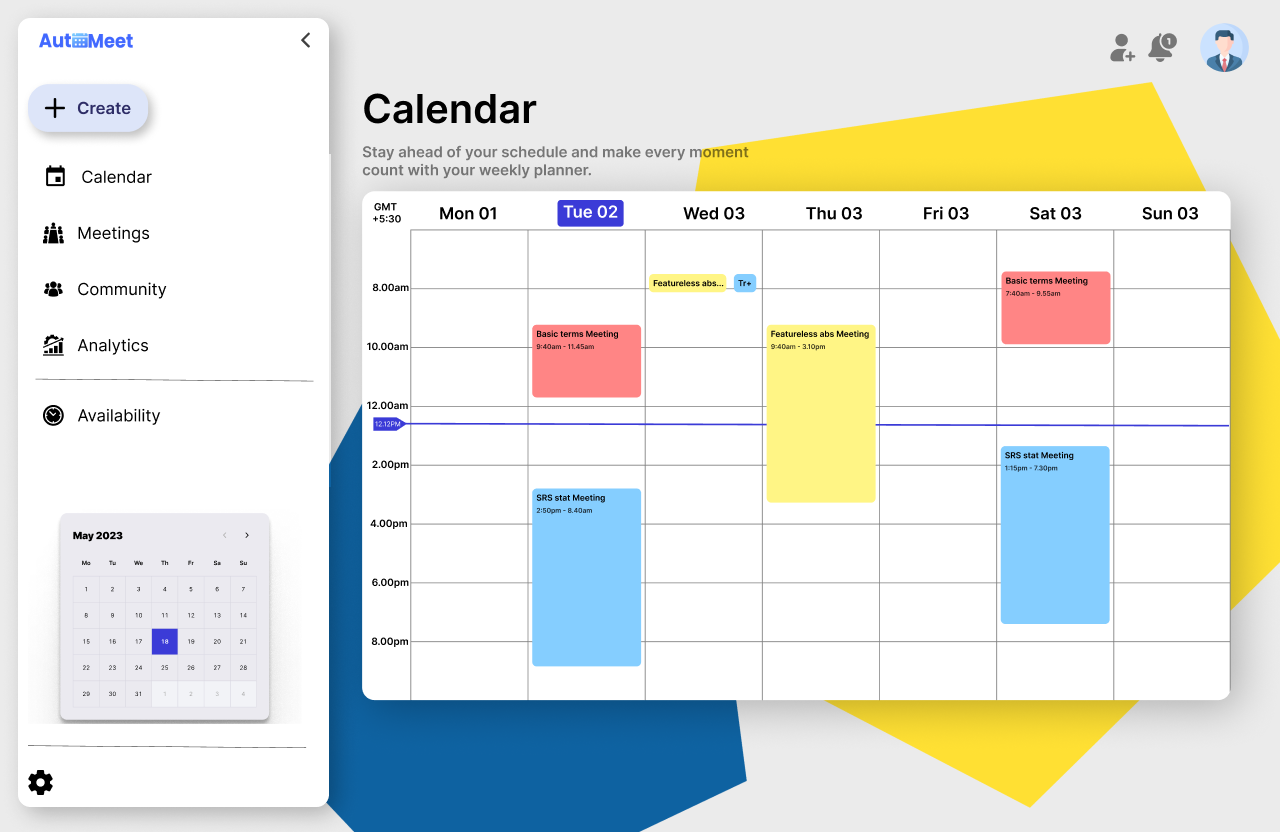 AutoMeet
1
Create
Calendar
Meetings
Community
Analytics
Availability
May 2023
Mo Tu We Th Fr Sa Su
1 2 3 4 5 6 7
8 9 10 11 12 13 14
15 16 17 18 19 20 21
22 23 24 25 26 27 28
29 30 31 1 2 3 4
Calendar
Stay ahead of your schedule and make every moment
count with your weekly planner.
GMT
+5:30
Mon 01 Tue 02 Wed 03 Thu 03 Fri 03 Sat 03 Sun 03
8.00am
10.00am
12.00am
12.12PM
2.00pm
4.00pm
6.00pm
8.00pm
Basic terms Meeting
9:40am - 11.45am
SRS stat Meeting
2:50pm - 8.40am
Featureless abs... Tr+
Featureless abs Meeting
9:40am - 3.10pm
Basic terms Meeting
7:40am - 9.55am
SRS stat Meeting
1:15pm - 7.30pm